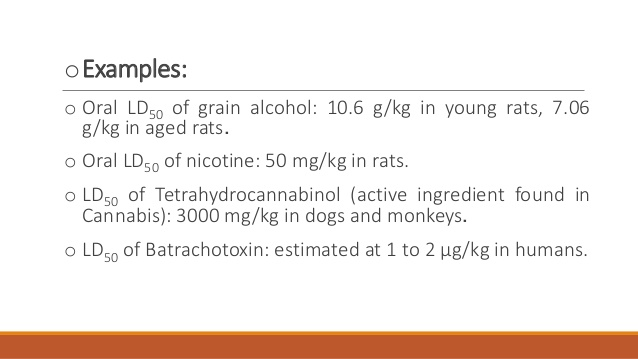 o Examples:
o Oral LD50 of grain alcohol: 10.6 g/kg in young rats, 7.06
g/kg in aged rats.
o Oral LD50 of nicotine: 50 mg/kg in rats.
o LD50 of Tetrahydrocannabinol (active ingredient found in
Cannabis): 3000 mg/kg in dogs and monkeys.
o LD50 of Batrachotoxin: estimated at 1 to 2 μg/kg in humans.